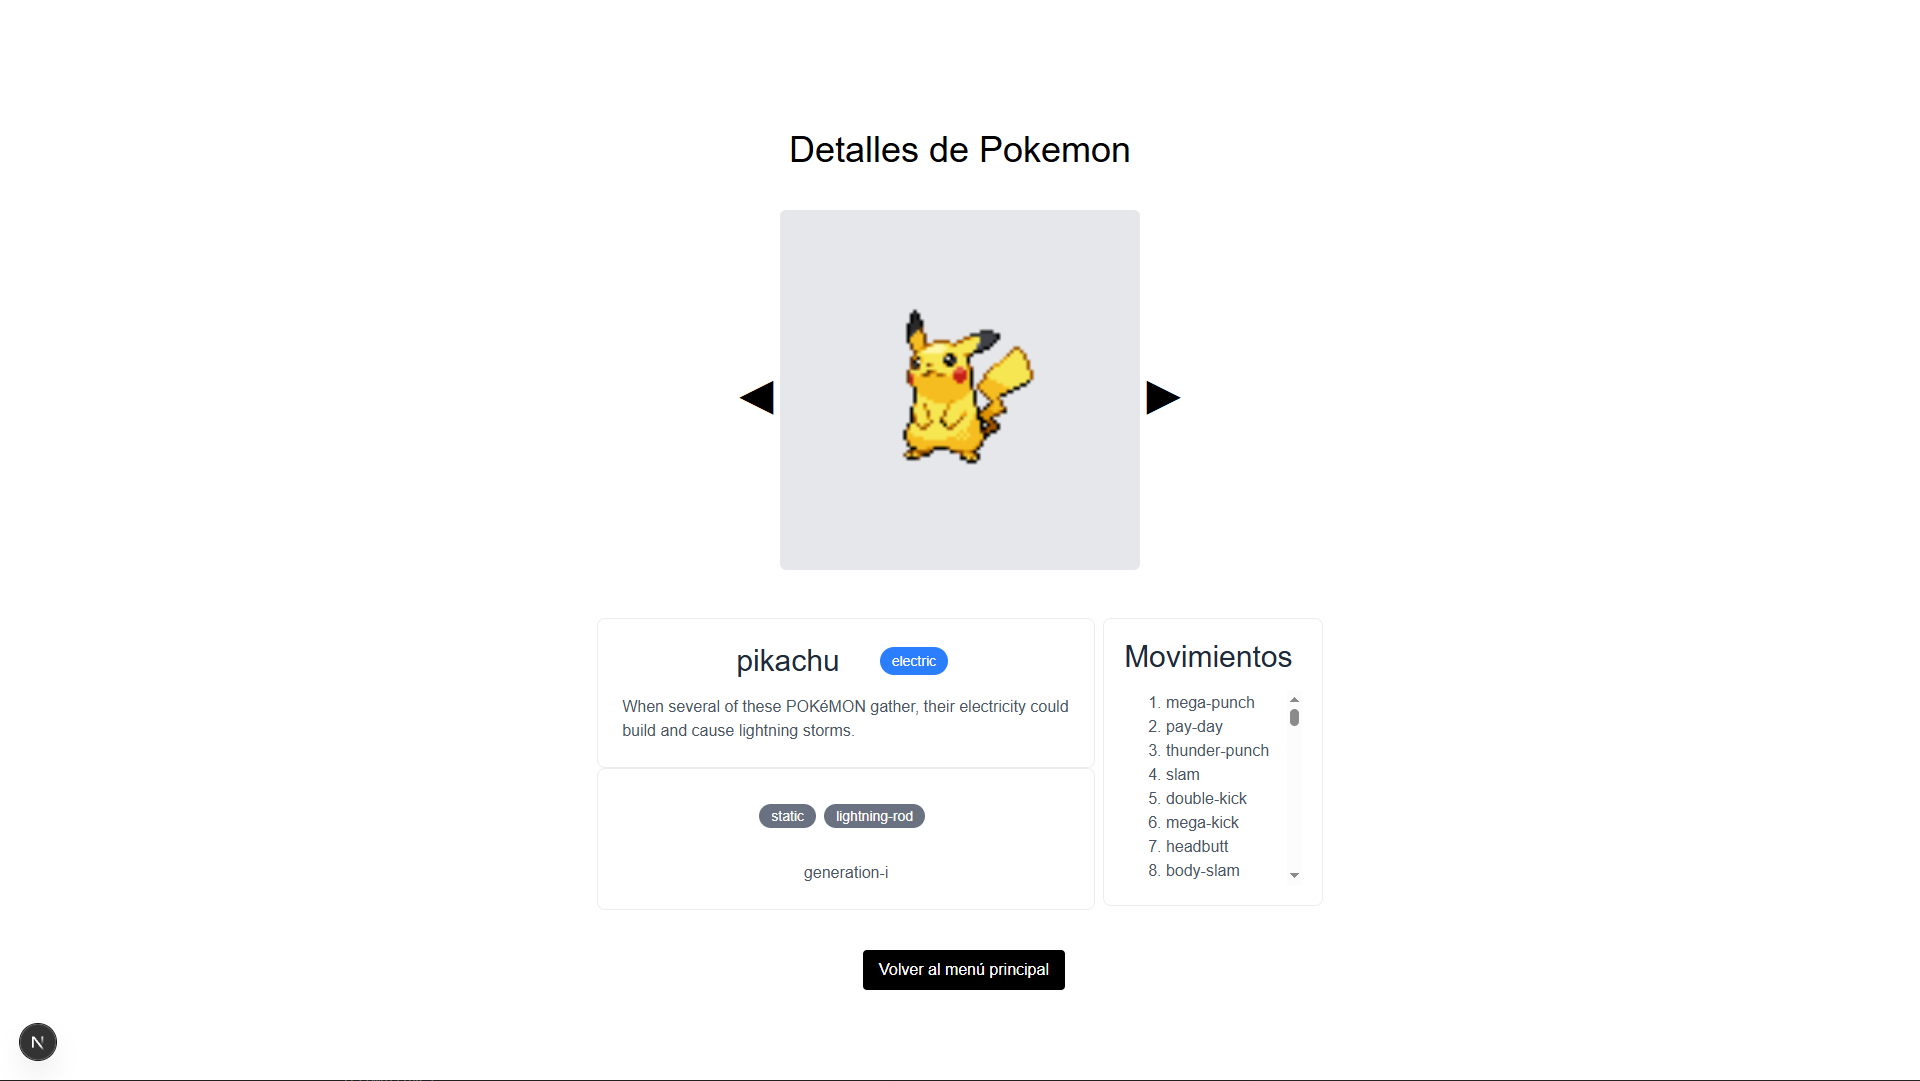 Detalles de Pokemon
◀
▶
pikachu
electric
When several of these POKéMON gather, their electricity could
build and cause lightning storms.
static
lightning-rod
generation-i
Movimientos
1. mega-punch
2. pay-day
3. thunder-punch
4. slam
5. double-kick
6. mega-kick
7. headbutt
8. body-slam
Volver al menú principal
N